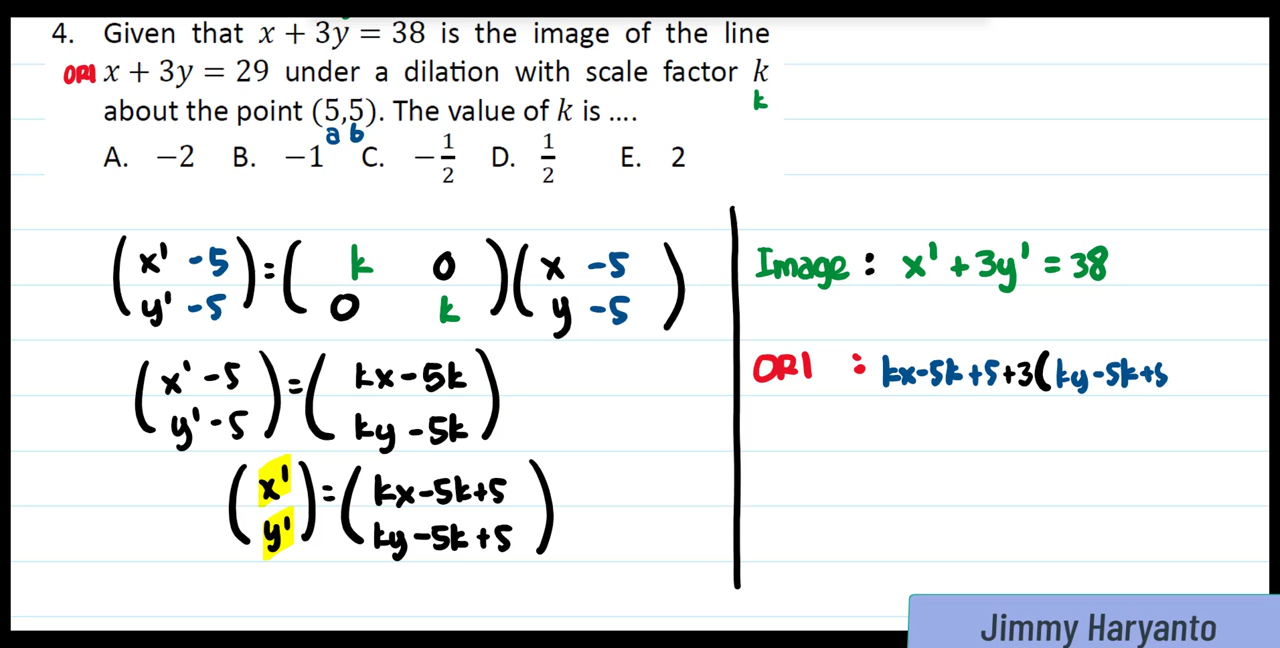 4. Given that x + 3y = 38 is the image of the line
ORI x + 3y = 29 under a dilation with scale factor k
k
about the point (5,5). The value of k is ....
a b
A. −2 B. −1 C. −1/2 D. 1/2 E. 2
(x' -5) = (k 0)(x -5)
(y' -5) (0 k)(y -5)
(x' -5) = (kx -5k)
(y' -5) (ky -5k)
(x') = (kx -5k +5)
(y') (ky -5k +5)
Image : x' + 3y' = 38
ORI : kx -5k +5 +3(ky -5k +5
Jimmy Haryanto